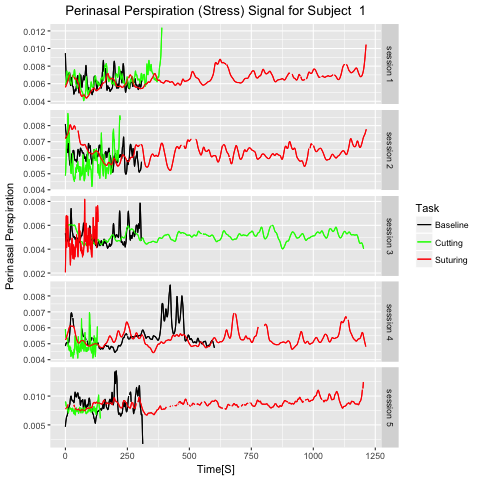 Perinasal Perspiration (Stress) Signal for Subject 1
Perinasal Perspiration
0.012
0.010
0.008
0.006
0.004
session 1
0.008
0.007
0.006
0.005
0.004
session 2
0.008
0.006
0.004
0.002
session 3
0.008
0.007
0.006
0.005
0.004
session 4
0.010
0.005
session 5
0
250
500
750
1000
1250
Time[S]
Task
Baseline
Cutting
Suturing